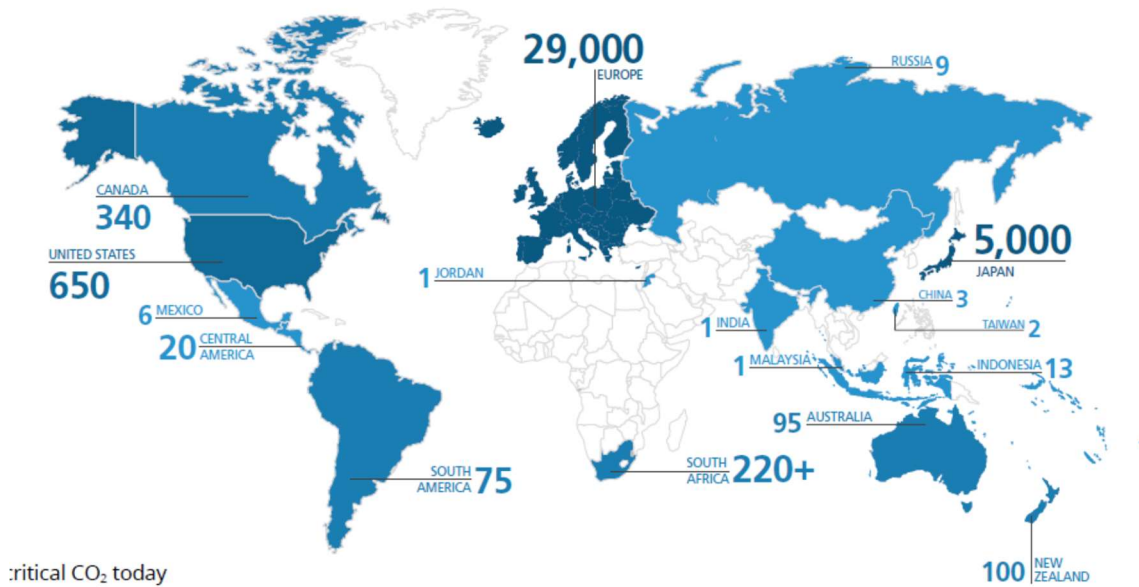 29,000
EUROPE
RUSSIA 9
CANADA
340
UNITED STATES
650
6 MEXICO
20 CENTRAL
AMERICA
1 JORDAN
5,000
JAPAN
CHINA 3
1 INDIA
TAIWAN 2
1 MALAYSIA
INDONESIA 13
95 AUSTRALIA
SOUTH
AMERICA 75
SOUTH
AFRICA 220+
100 NEW
ZEALAND
critical CO₂ today